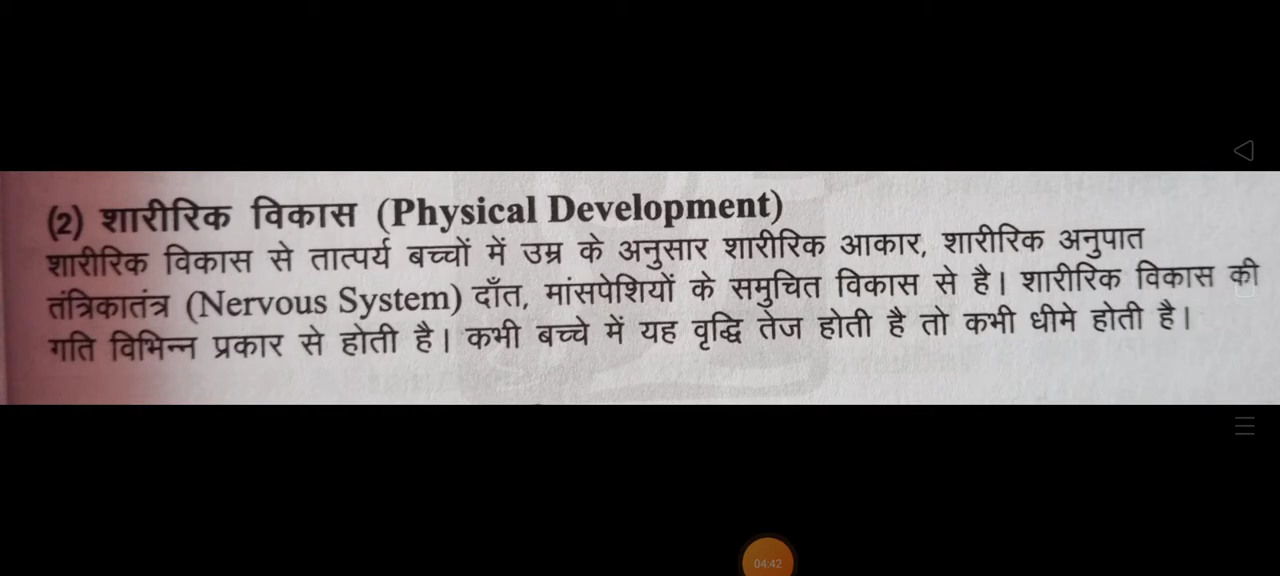 (2) शारीरिक विकास (Physical Development)
शारीरिक विकास से तात्पर्य बच्चों में उम्र के अनुसार शारीरिक आकार, शारीरिक अनुपात
तंत्रिकातंत्र (Nervous System) दाँत, मांसपेशियों के समुचित विकास से है। शारीरिक विकास की
गति विभिन्न प्रकार से होती है। कभी बच्चे में यह वृद्धि तेज होती है तो कभी धीमे होती है।
04:42